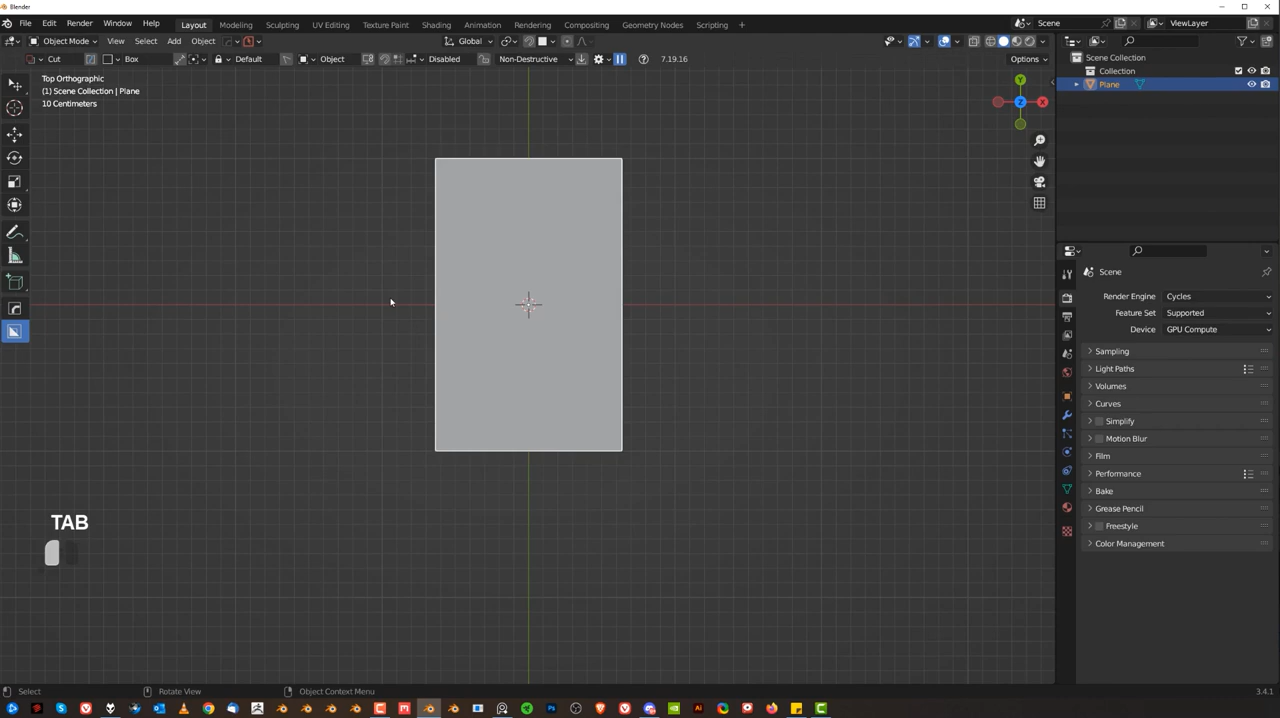 Blender
File Edit Render Window Help Layout Modeling Sculpting UV Editing Texture Paint Shading Animation Rendering Compositing Geometry Nodes Scripting + Scene ViewLayer
Object Mode View Select Add Object Global
Cut Box Default Object Disabled Non-Destructive 7.19.16 Options
Top Orthographic
(1) Scene Collection | Plane
10 Centimeters
Y
Z
X
TAB
Scene Collection
Collection
Plane
Scene
Render Engine Cycles
Feature Set Supported
Device GPU Compute
Sampling
Light Paths
Volumes
Curves
Simplify
Motion Blur
Film
Performance
Bake
Grease Pencil
Freestyle
Color Management
Select Rotate View Object Context Menu 3.4.1